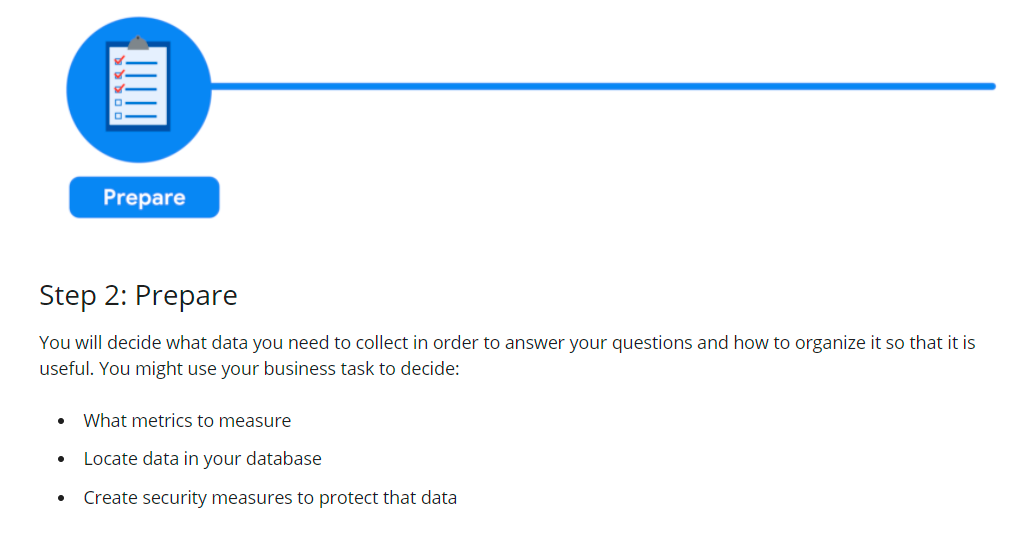 Prepare
Step 2: Prepare
You will decide what data you need to collect in order to answer your questions and how to organize it so that it is
useful. You might use your business task to decide:
• What metrics to measure
• Locate data in your database
• Create security measures to protect that data